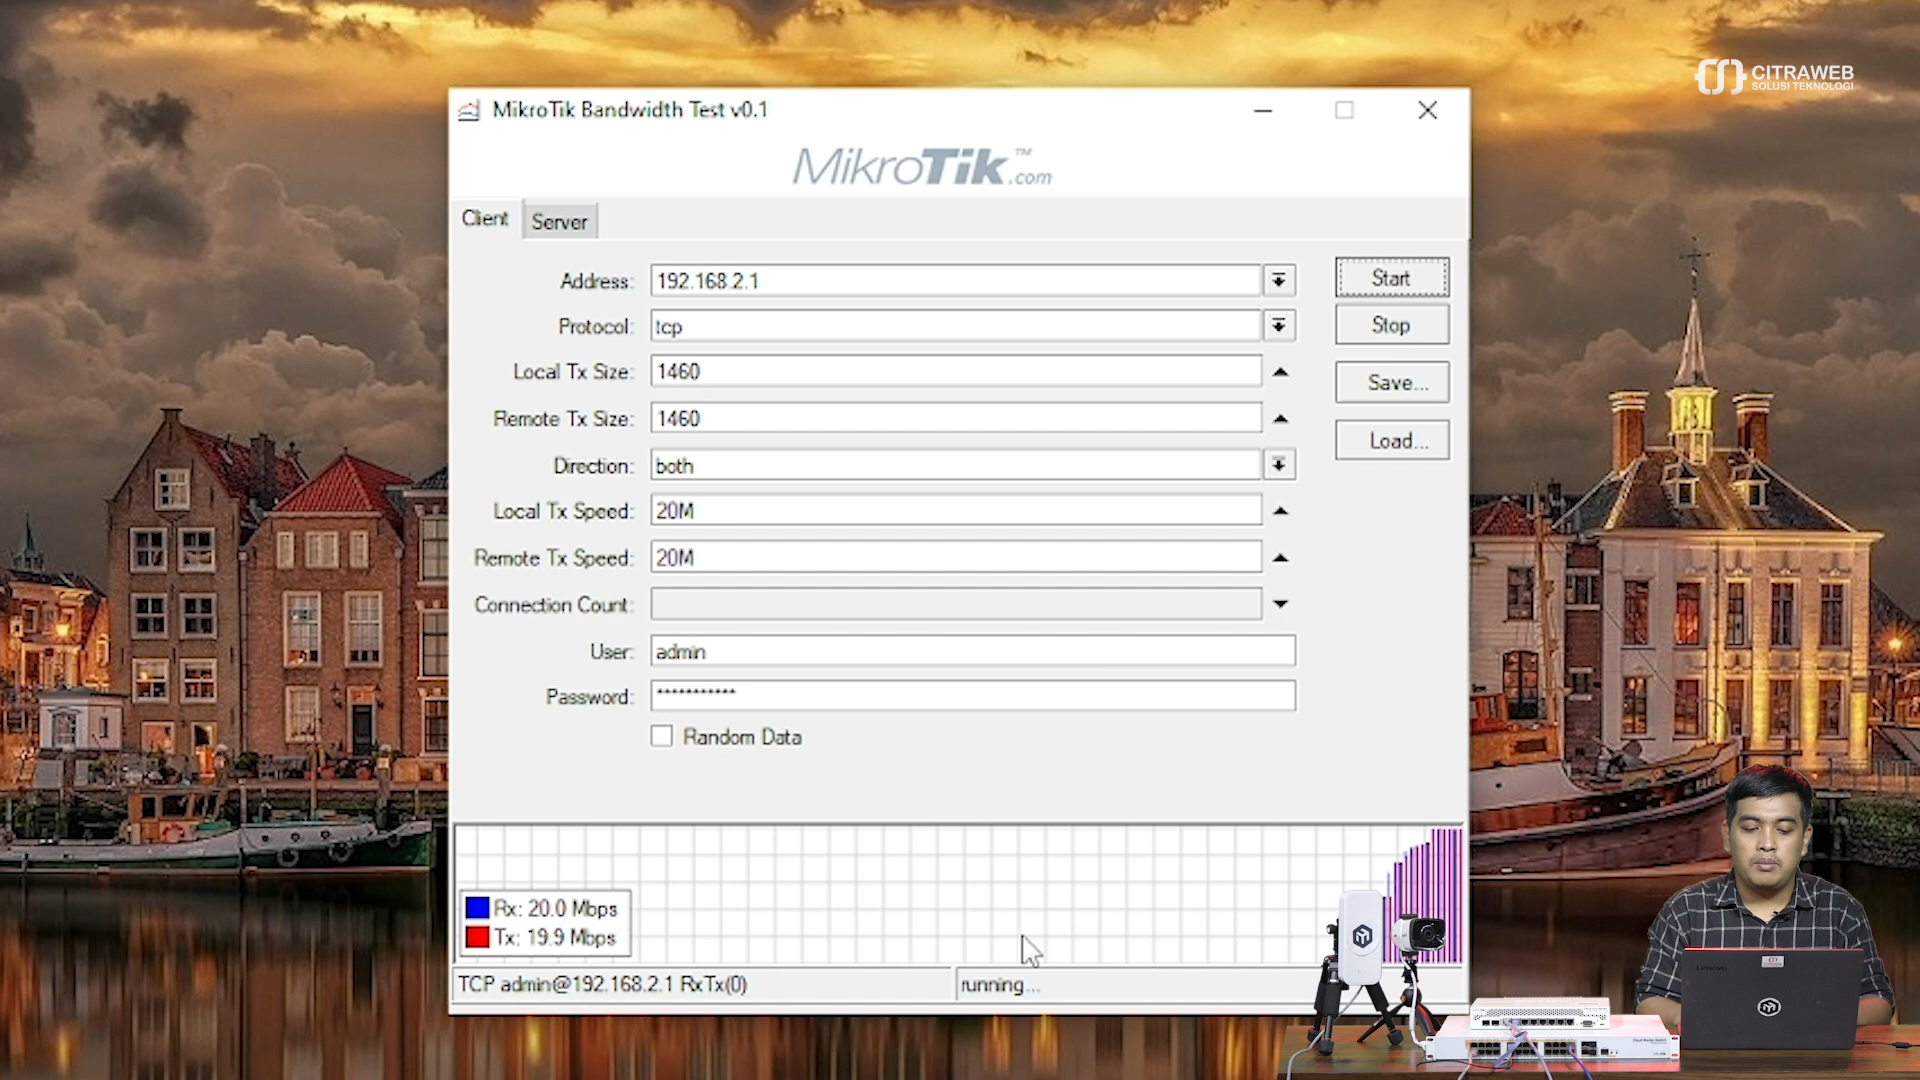 CITRAWEB
SOLUSI TEKNOLOGI
MikroTik Bandwidth Test v0.1
MikroTik™.com
Client
Server
Address: 192.168.2.1
Start
Protocol: tcp
Stop
Local Tx Size: 1460
Save...
Remote Tx Size: 1460
Load...
Direction: both
Local Tx Speed: 20M
Remote Tx Speed: 20M
Connection Count:
User: admin
Password: ***********
Random Data
Rx: 20.0 Mbps
Tx: 19.9 Mbps
TCP admin@192.168.2.1 RxTx(0)
running...
Lenovo